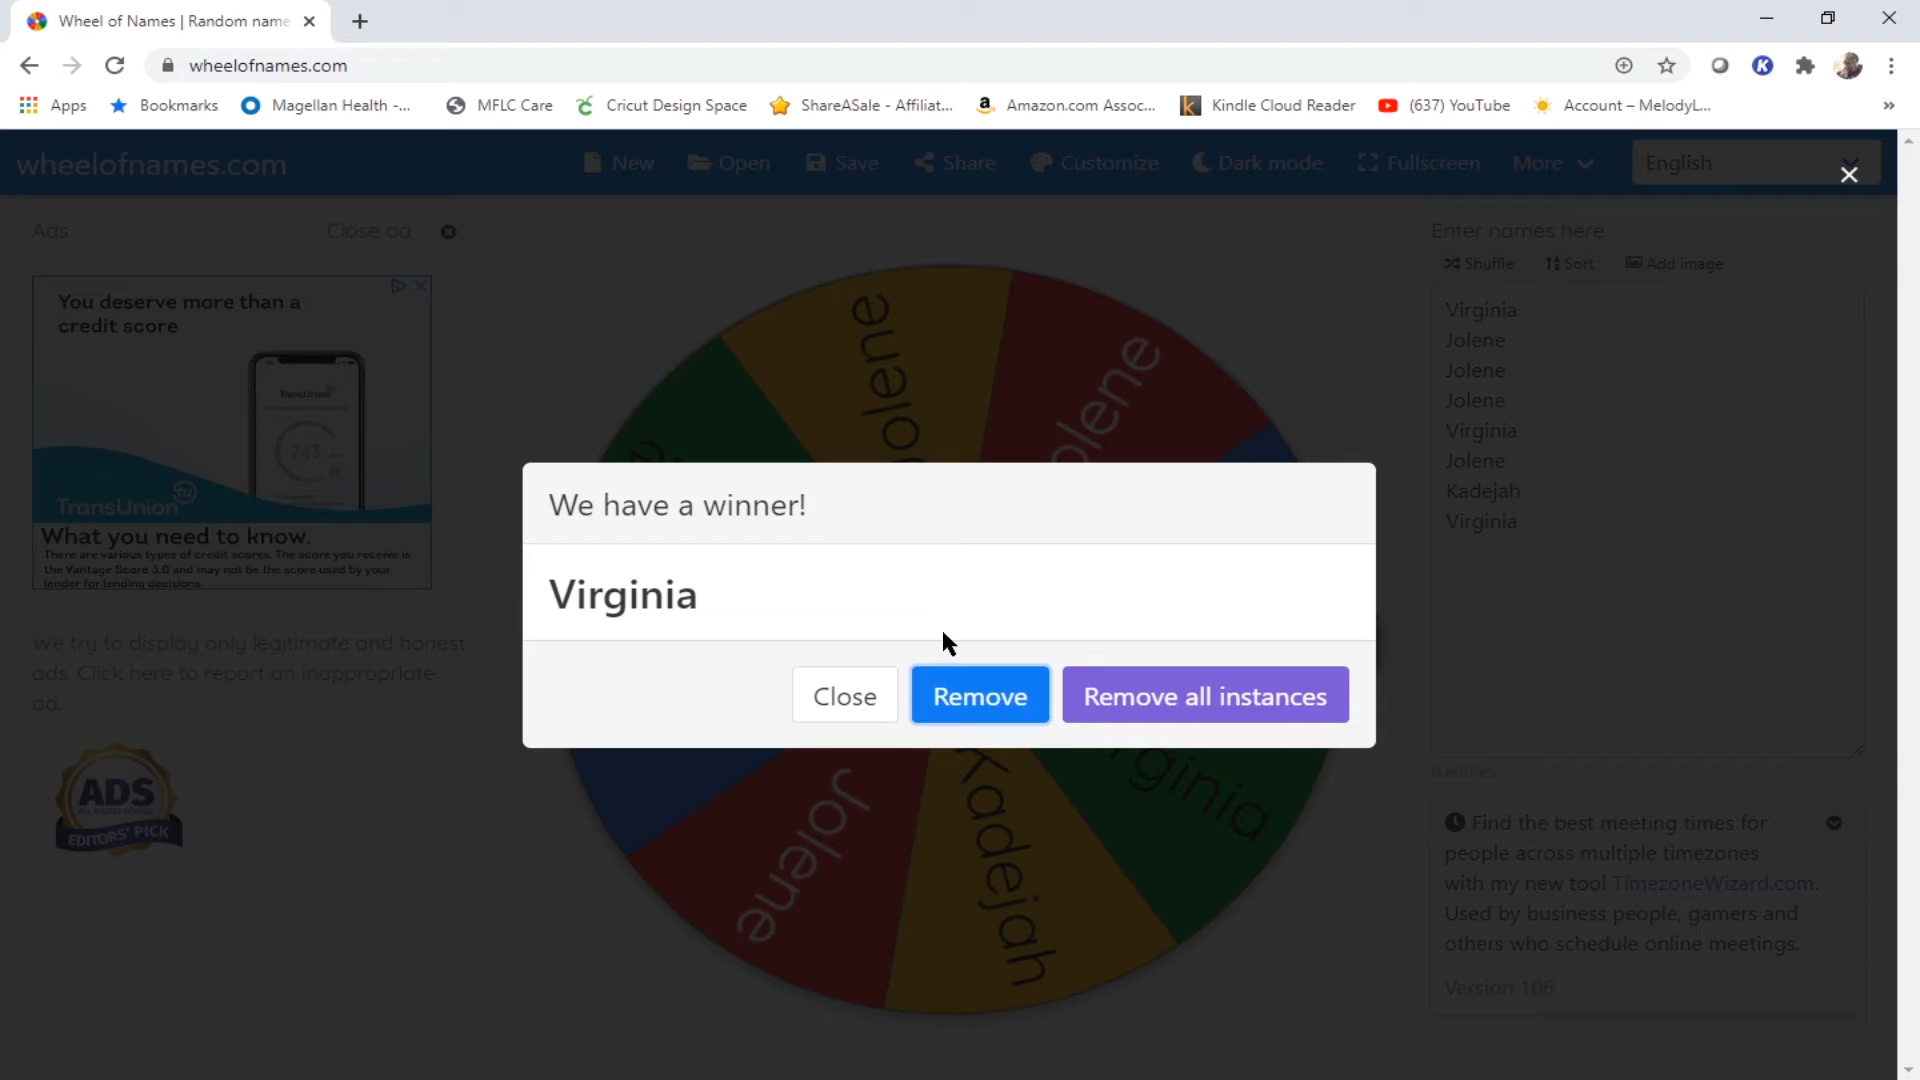 Wheel of Names | Random name
wheelofnames.com
Apps
Bookmarks
Magellan Health -...
MFLC Care
Cricut Design Space
ShareASale - Affiliat...
Amazon.com Assoc...
Kindle Cloud Reader
(637) YouTube
Account – MelodyL...
wheelofnames.com
New
Open
Save
Share
Customize
Dark mode
Fullscreen
More
English
Ads
Close ad
You deserve more than a
credit score
TransUnion
743
TransUnion
tu
What you need to know.
There are various types of credit scores. The score you receive is
the Vantage Score 3.0 and may not be the score used by your
lender for lending decisions.
We try to display only legitimate and honest
ads. Click here to report an inappropriate
ad.
ADS
EDITORS' PICK
Jolene
olene
rginia
Kadejah
Jolene
We have a winner!
Virginia
Close
Remove
Remove all instances
Enter names here
Shuffle
Sort
Add image
Virginia
Jolene
Jolene
Jolene
Virginia
Jolene
Kadejah
Virginia
8 entries
Find the best meeting times for
people across multiple timezones
with my new tool TimezoneWizard.com.
Used by business people, gamers and
others who schedule online meetings.
Version 106